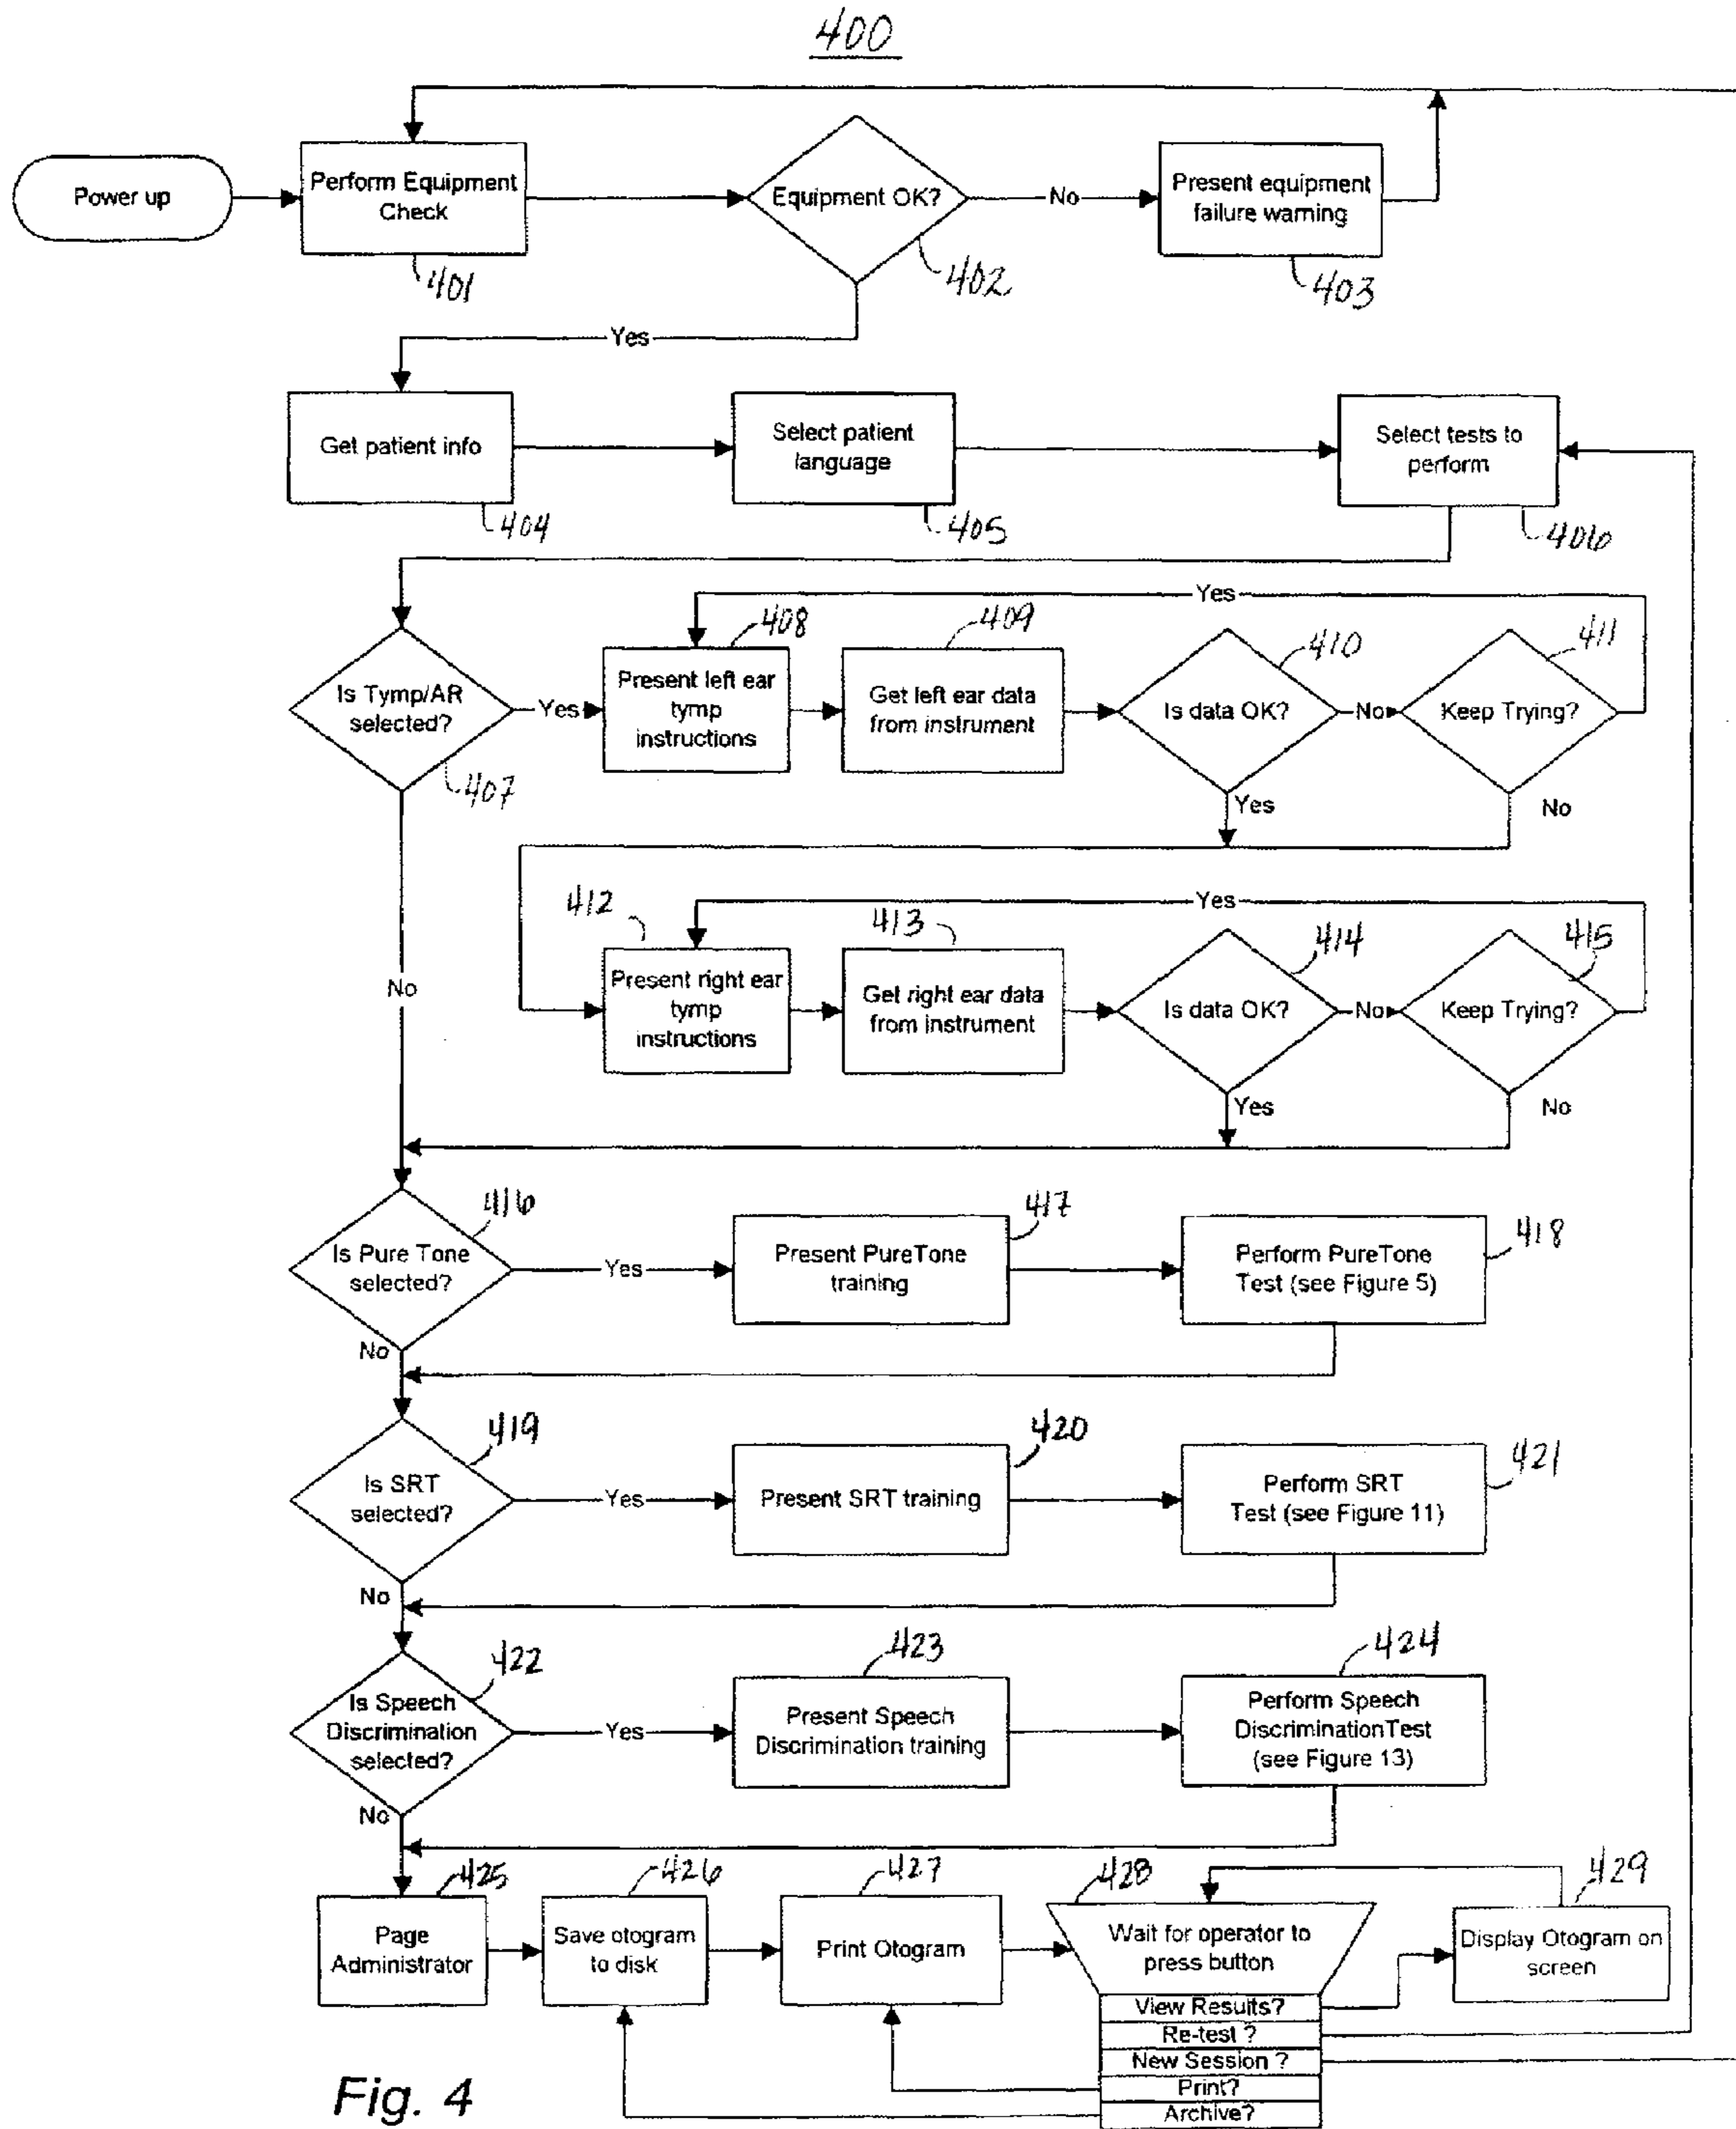 400
Power up
Perform Equipment
Check
401
Equipment OK?
402
No
Present equipment
failure warning
403
Yes
Get patient info
404
Select patient
language
405
Select tests to
perform
406
Is Tymp/AR
selected?
407
Yes
Present left ear
tymp
instructions
408
Get left ear data
from instrument
409
Is data OK?
410
No
Keep Trying?
411
Yes
Yes
No
No
412
Present right ear
tymp
instructions
413
Get right ear data
from instrument
414
Is data OK?
No
415
Keep Trying?
Yes
Yes
No
416
Is Pure Tone
selected?
Yes
No
417
Present PureTone
training
418
Perform PureTone
Test (see Figure 5)
419
Is SRT
selected?
Yes
No
420
Present SRT training
421
Perform SRT
Test (see Figure 11)
422
Is Speech
Discrimination
selected?
Yes
No
423
Present Speech
Discrimination training
424
Perform Speech
DiscriminationTest
(see Figure 13)
425
Page
Administrator
426
Save otogram
to disk
427
Print Otogram
428
Wait for operator to
press button
View Results?
Re-test ?
New Session ?
Print?
Archive?
429
Display Otogram on
screen
Fig. 4